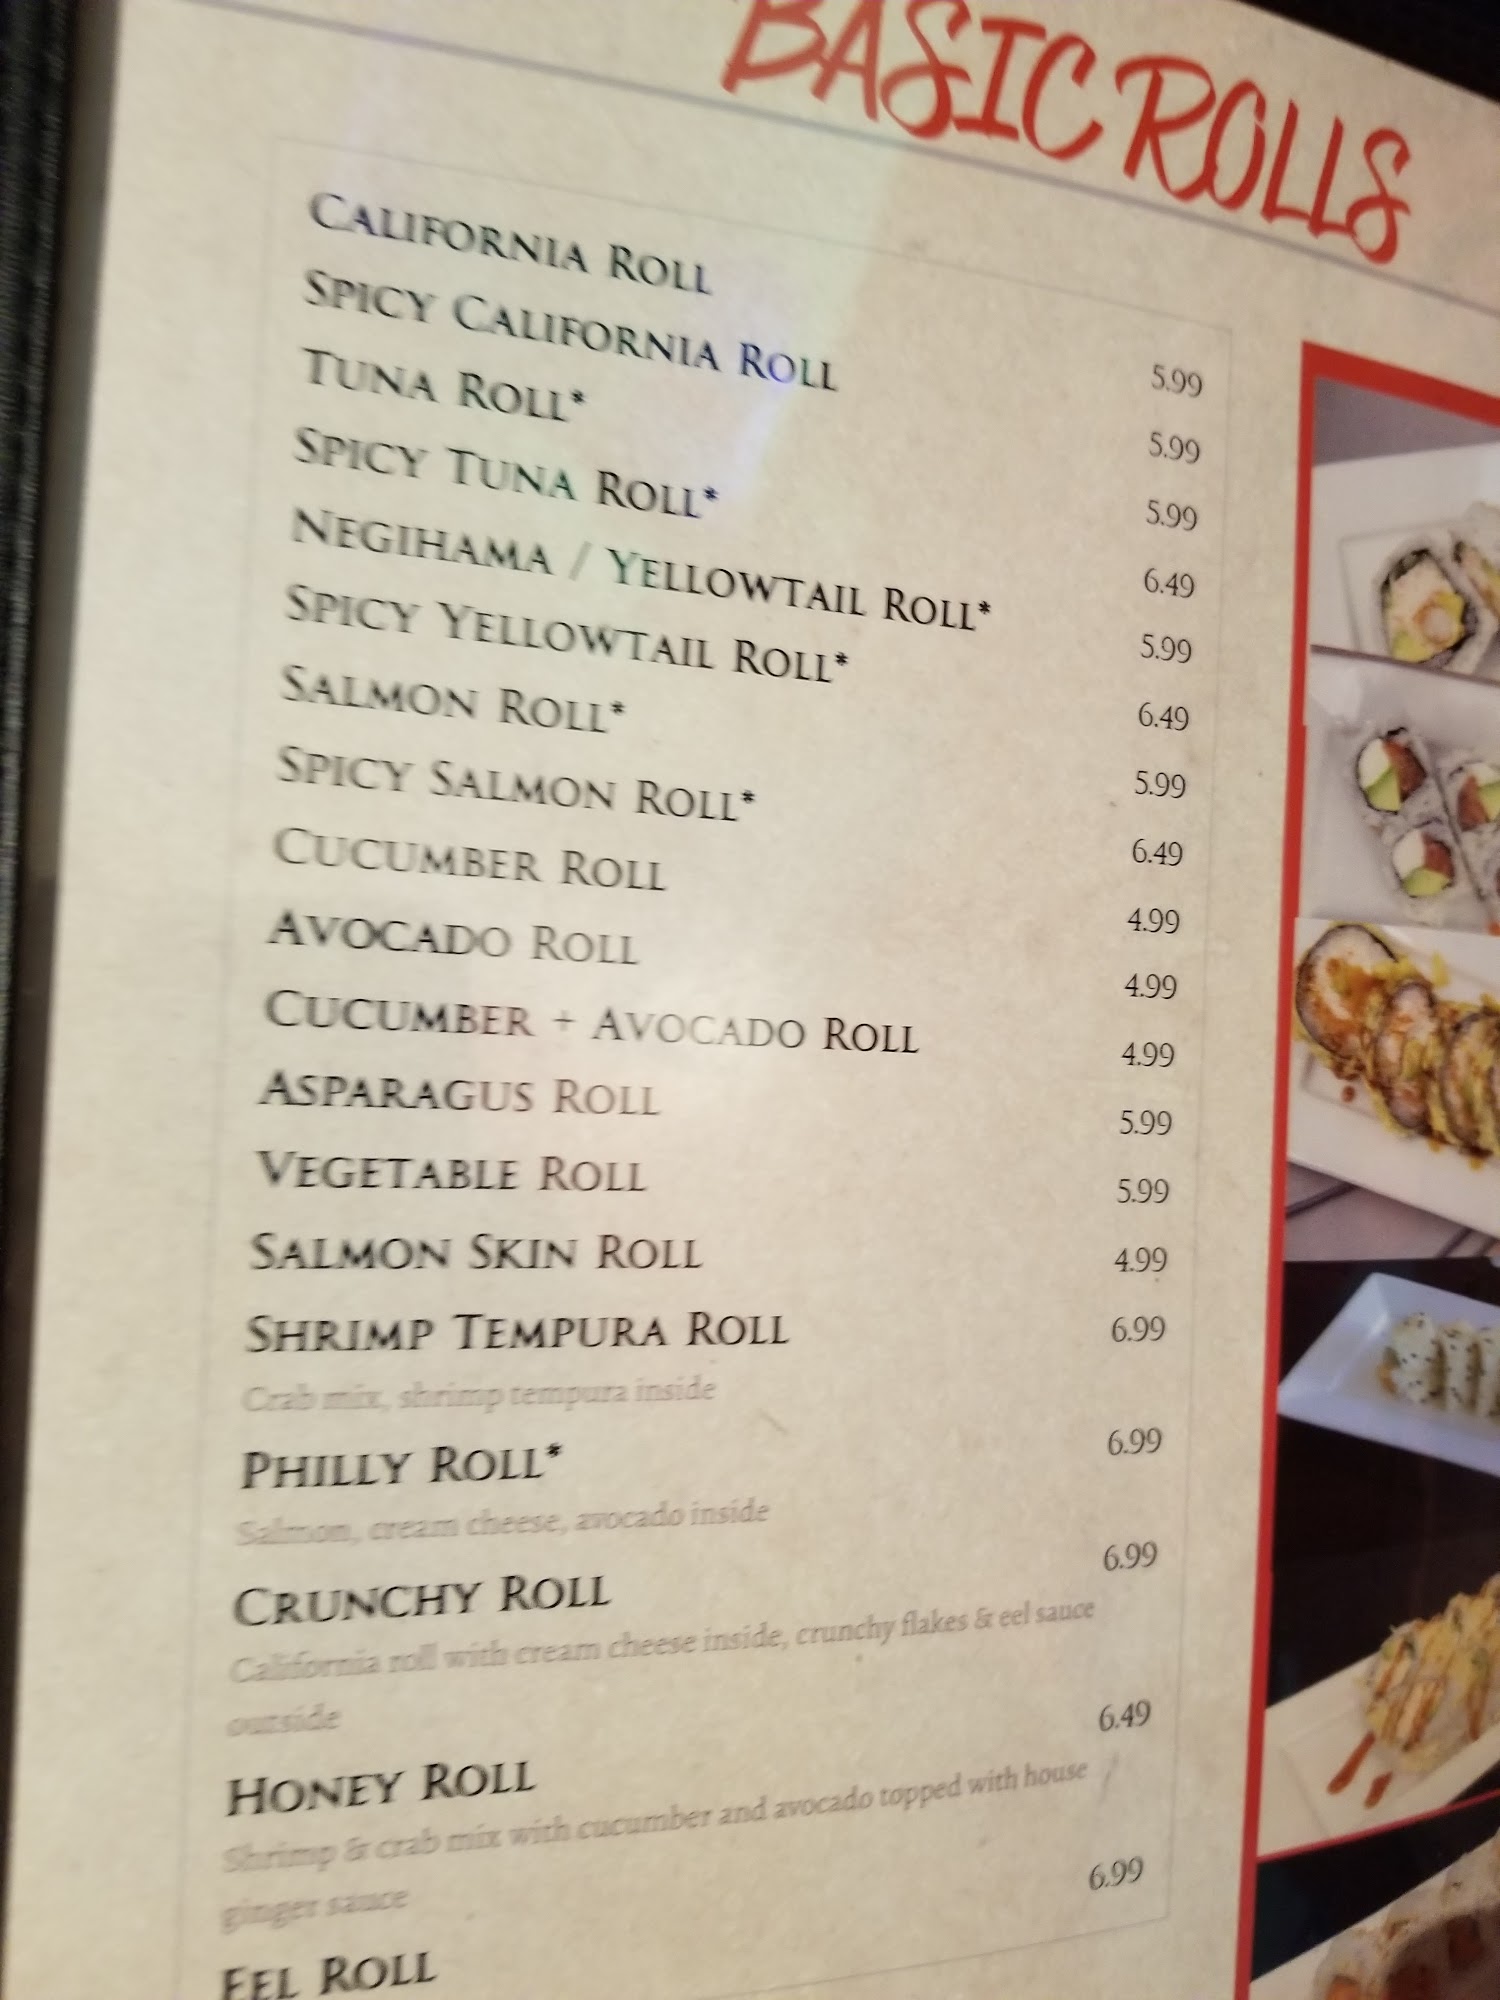 BASIC ROLLS
CALIFORNIA ROLL 5.99
SPICY CALIFORNIA ROLL 5.99
TUNA ROLL* 5.99
SPICY TUNA ROLL* 6.49
NEGIHAMA / YELLOWTAIL ROLL* 5.99
SPICY YELLOWTAIL ROLL* 6.49
SALMON ROLL* 5.99
SPICY SALMON ROLL* 6.49
CUCUMBER ROLL 4.99
AVOCADO ROLL 4.99
CUCUMBER + AVOCADO ROLL 4.99
ASPARAGUS ROLL 5.99
VEGETABLE ROLL 5.99
SALMON SKIN ROLL 4.99
SHRIMP TEMPURA ROLL 6.99
Crab mix, shrimp tempura inside
PHILLY ROLL* 6.99
Salmon, cream cheese, avocado inside
CRUNCHY ROLL 6.99
California roll with cream cheese inside, crunchy flakes & eel sauce
outside
HONEY ROLL 6.49
Shrimp & crab mix with cucumber and avocado topped with house
ginger sauce
EEL ROLL 6.99